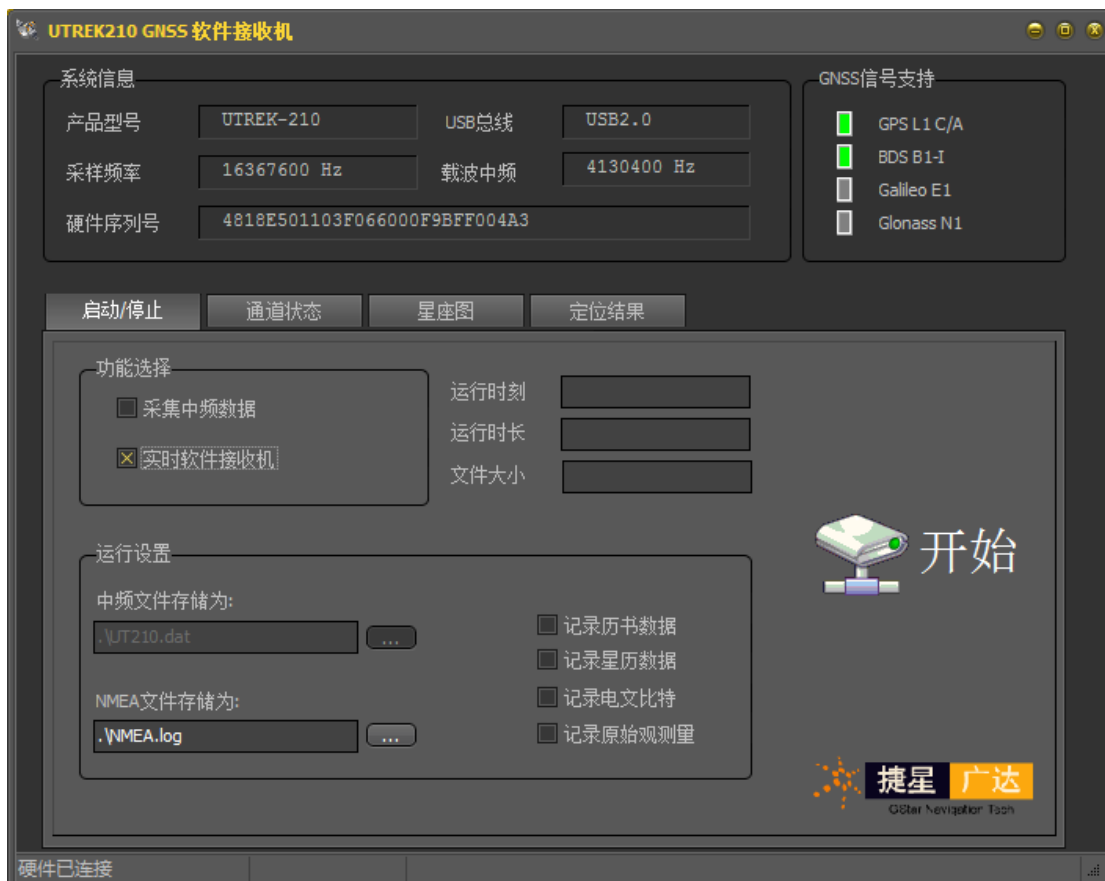 UTREK210 GNSS 软件接收机
系统信息
产品型号 UTREK-210 USB总线 USB2.0
采样频率 16367600 Hz 载波中频 4130400 Hz
硬件序列号 4818E501103F066000F9BFF004A3
GNSS信号支持
GPS L1 C/A
BDS B1-I
Galileo E1
Glonass N1
启动/停止 通道状态 星座图 定位结果
功能选择
采集中频数据
实时软件接收机
运行时刻
运行时长
文件大小
开始
运行设置
中频文件存储为:
.\UT210.dat ...
NMEA文件存储为:
.\NMEA.log ...
记录历书数据
记录星历数据
记录电文比特
记录原始观测量
捷星 广达
GStar Navigation Tech
硬件已连接